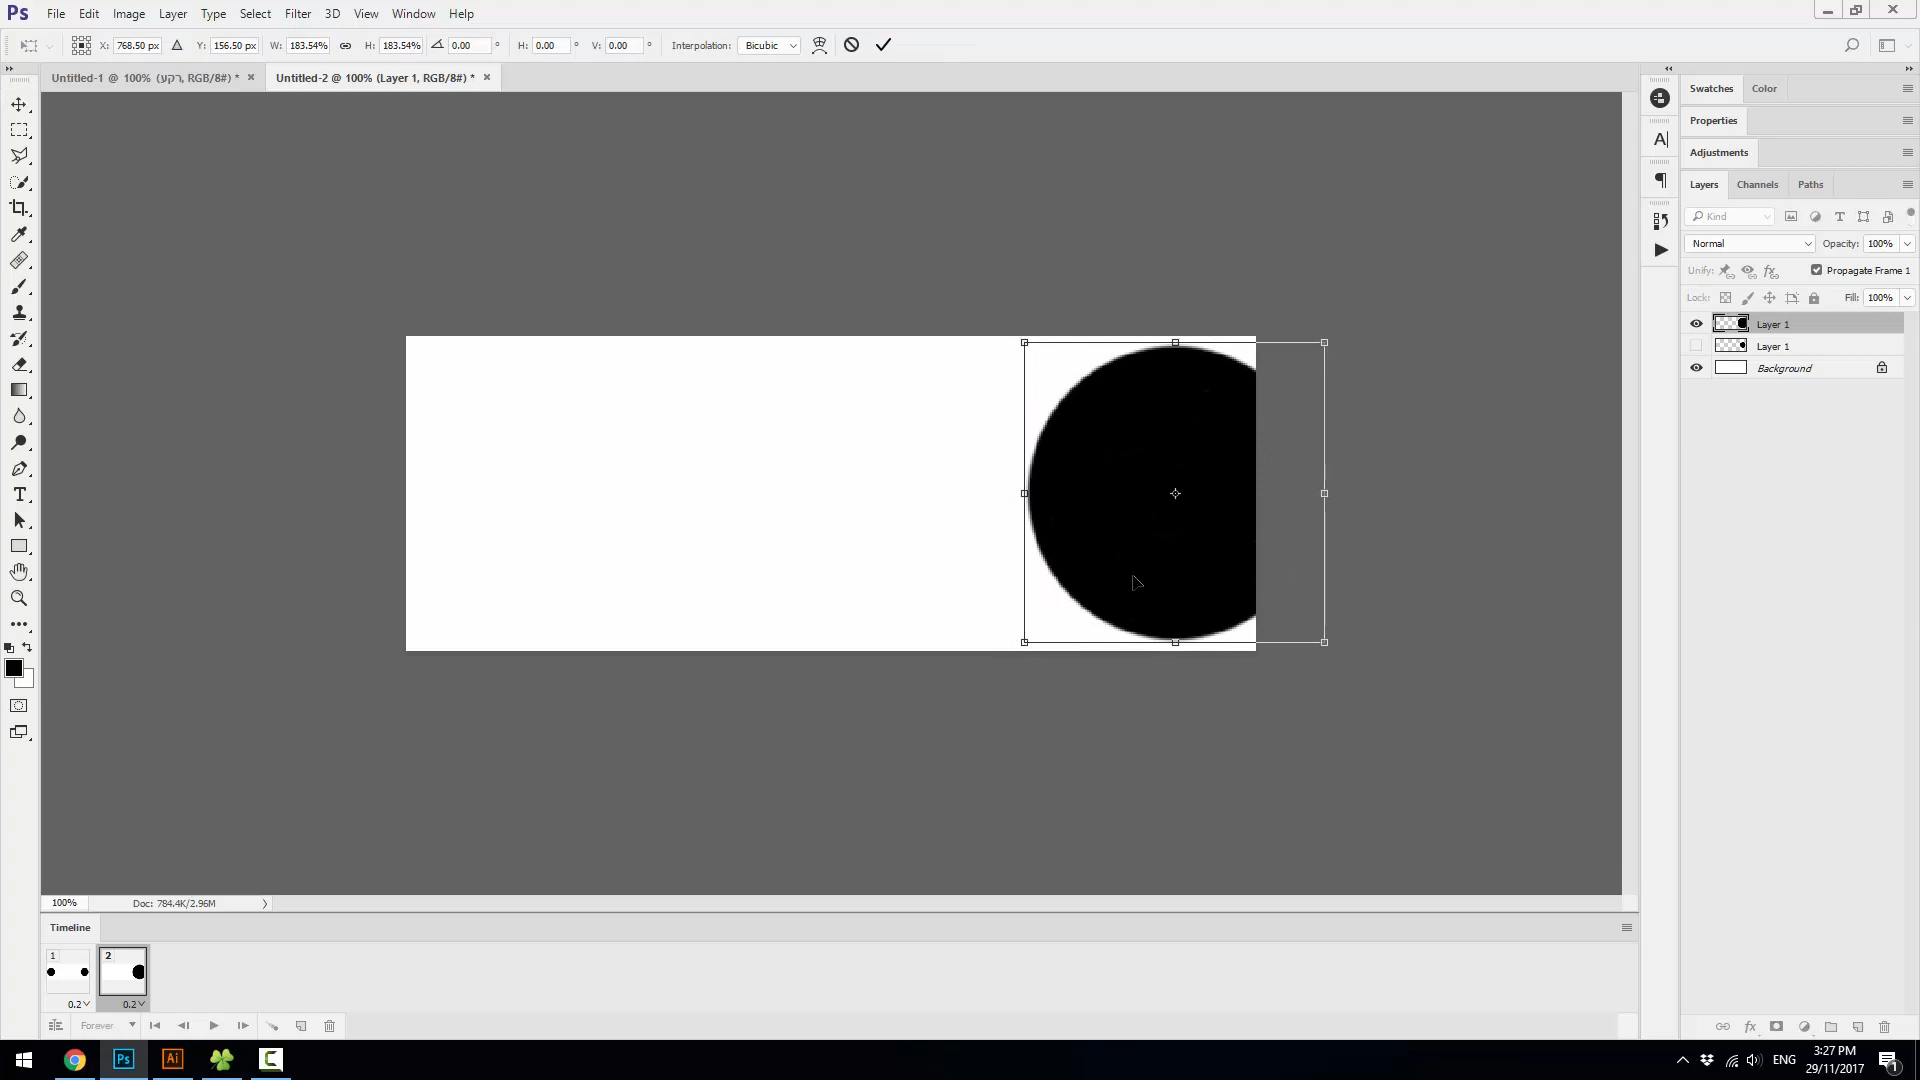 Ps File Edit Image Layer Type Select Filter 3D View Window Help
X: 768.50 px Y: 156.50 px W: 183.54% H: 183.54% 0.00 ° H: 0.00 ° V: 0.00 ° Interpolation: Bicubic
Untitled-1 @ 100% (רקע, RGB/8#) * × Untitled-2 @ 100% (Layer 1, RGB/8#) * ×
Swatches Color
Properties
Adjustments
Layers Channels Paths
Kind
Normal Opacity: 100%
Unify: Propagate Frame 1
Lock: Fill: 100%
Layer 1
Layer 1
Background
100% Doc: 784.4K/2.96M
Timeline
1 2
0.2 0.2
Forever
Ps Ai C ENG 3:27 PM
29/11/2017 1